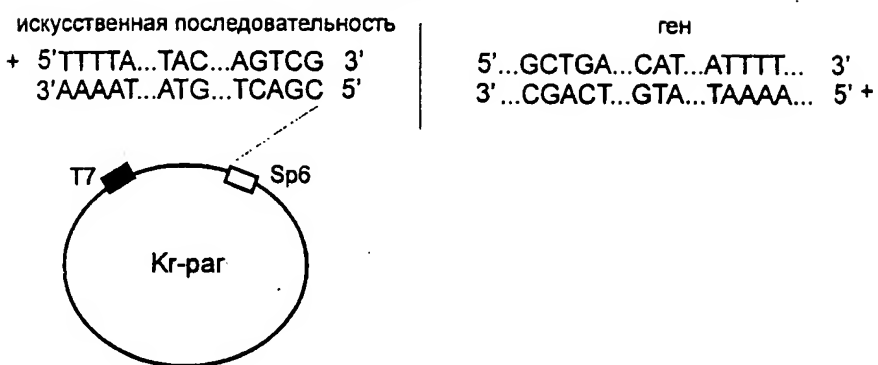 искусственная последовательность
+ 5'TTTTA...TAC...AGTCG 3'
3'AAAAT...ATG...TCAGC 5'
ген
5'...GCTGA...CAT...ATTTT... 3'
3'...CGACT...GTA...TAAAA... 5' +
T7
Sp6
Kr-par